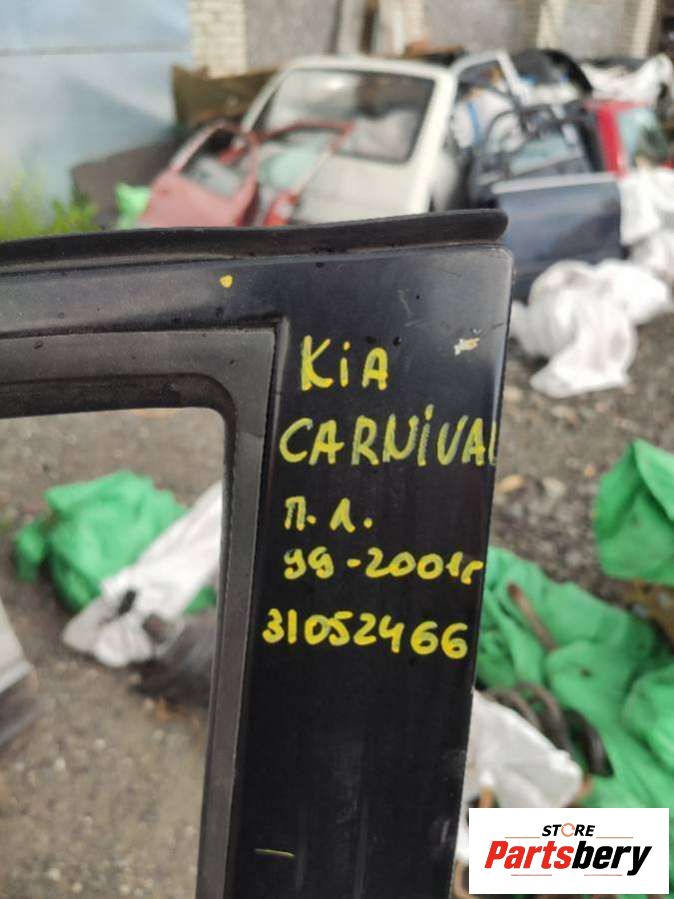 KiA
CARNiVAL
п.л.
99-2001г
31052466
STORE
Partsbery